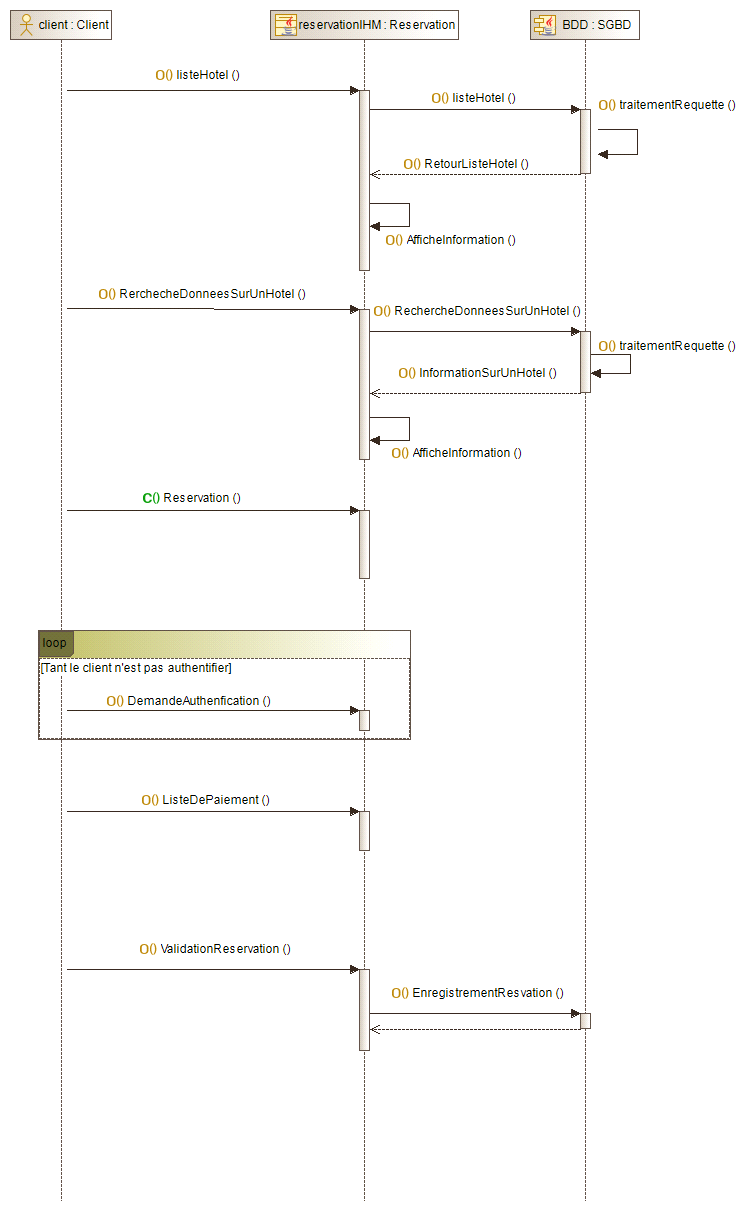 client : Client
reservationIHM : Reservation
BDD : SGBD
O() listeHotel ()
O() listeHotel ()
O() traitementRequette ()
O() RetourListeHotel ()
O() AfficheInformation ()
O() RerchecheDonneesSurUnHotel ()
O() RechercheDonneesSurUnHotel ()
O() traitementRequette ()
O() InformationSurUnHotel ()
O() AfficheInformation ()
C() Reservation ()
loop
[Tant le client n'est pas authentifier]
O() DemandeAuthenfication ()
O() ListeDePaiement ()
O() ValidationReservation ()
O() EnregistrementResvation ()